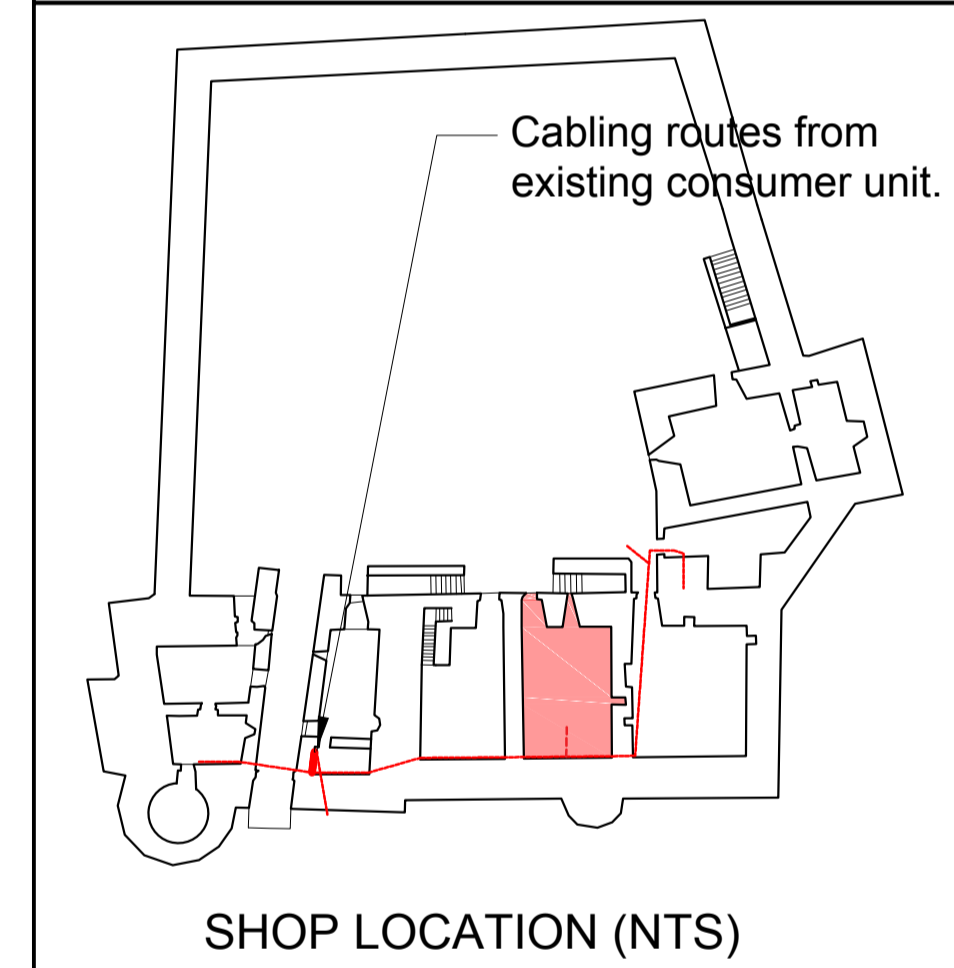 Cabling routes from
existing consumer unit.
SHOP LOCATION (NTS)